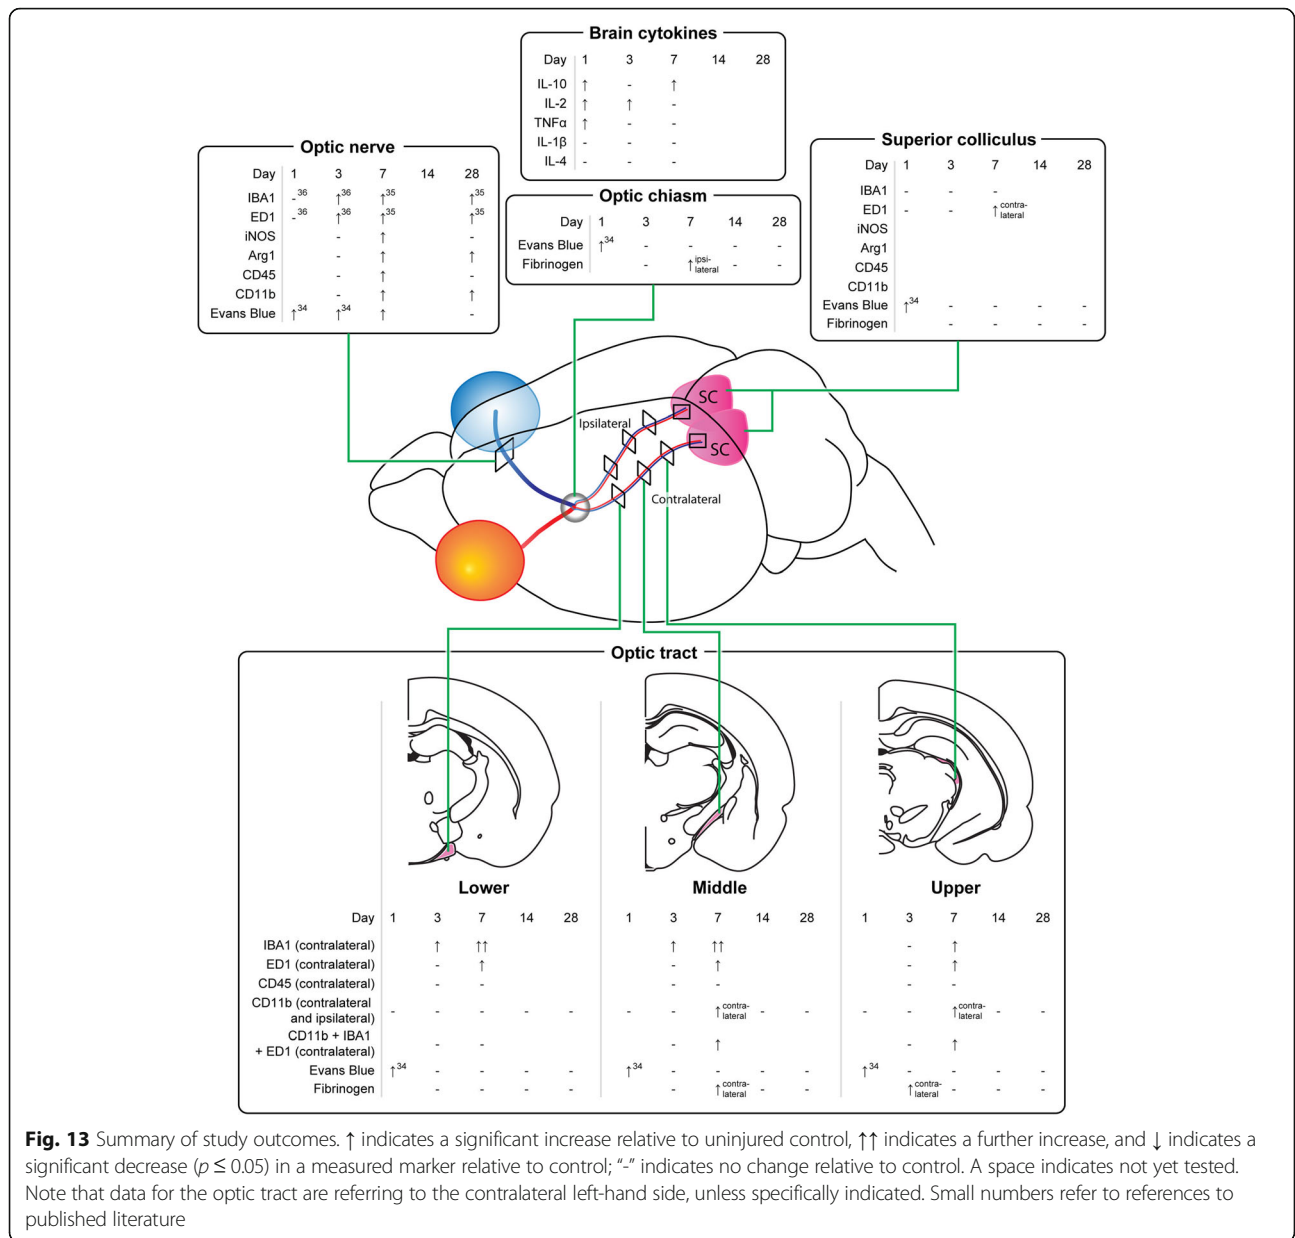 Brain cytokines
Day 1 3 7 14 28
IL-10 ↑ - ↑
IL-2 ↑ ↑ -
TNFα ↑ - -
IL-1β - - -
IL-4 - - -
Optic nerve
Day 1 3 7 14 28
IBA1 -36 ↑36 ↑35 ↑35
ED1 -36 ↑36 ↑35 ↑35
iNOS - ↑ -
Arg1 - ↑ ↑
CD45 - ↑ -
CD11b - ↑ ↑
Evans Blue ↑34 ↑34 ↑ -
Optic chiasm
Day 1 3 7 14 28
Evans Blue ↑34 - - - -
Fibrinogen - ↑ipsi-lateral - -
Superior colliculus
Day 1 3 7 14 28
IBA1 - - -
ED1 - - ↑contra-lateral
iNOS
Arg1
CD45
CD11b
Evans Blue ↑34 - - - -
Fibrinogen - - - -
SC
Ipsilateral
SC
Contralateral
Optic tract
Lower Middle Upper
Day 1 3 7 14 28 1 3 7 14 28 1 3 7 14 28
IBA1 (contralateral) ↑ ↑↑ ↑ ↑↑ - ↑
ED1 (contralateral) - ↑ - ↑ - ↑
CD45 (contralateral) - - - - - -
CD11b (contralateral
and ipsilateral) - - - - - - - ↑contra-lateral - - - - ↑contra-lateral - -
CD11b + IBA1
+ ED1 (contralateral) - - - ↑ - ↑
Evans Blue ↑34 - - - - ↑34 - - - - ↑34 - - - -
Fibrinogen - - - - - ↑contra-lateral - - ↑contra-lateral - - -
Fig. 13 Summary of study outcomes. ↑ indicates a significant increase relative to uninjured control, ↑↑ indicates a further increase, and ↓ indicates a
significant decrease (p ≤ 0.05) in a measured marker relative to control; “-” indicates no change relative to control. A space indicates not yet tested.
Note that data for the optic tract are referring to the contralateral left-hand side, unless specifically indicated. Small numbers refer to references to
published literature